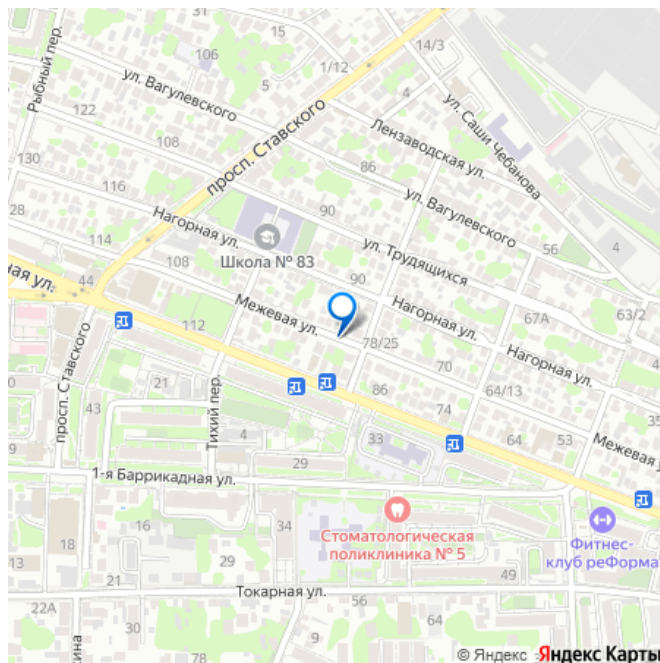 Рыбный пер.
106
5
1/12
14/3
ул. Вагулевского
просп. Ставского
4
ул. Саши Чебанова
122
108
Лензаводская ул.
130
116
86
ул. Вагулевского
28
Нагорная ул.
90
ул. Трудящихся
56
4
114
Школа № 83
108
90
ная ул.
44
Межевая ул.
Нагорная ул.
67А
63/2
112
78/25
Нагорная ул.
просп. Ставского
21
Тихий пер.
86
70
64/13
43
74
4
33
64
53
Межевая у
29
1-я Баррикадная ул.
16
34
Стоматологическая
поликлиника № 5
Фитнес-
клуб реФорма
18
29
13
21
49
22А
Токарная ул.
56
6
9
78
© Яндекс Яндекс Карты